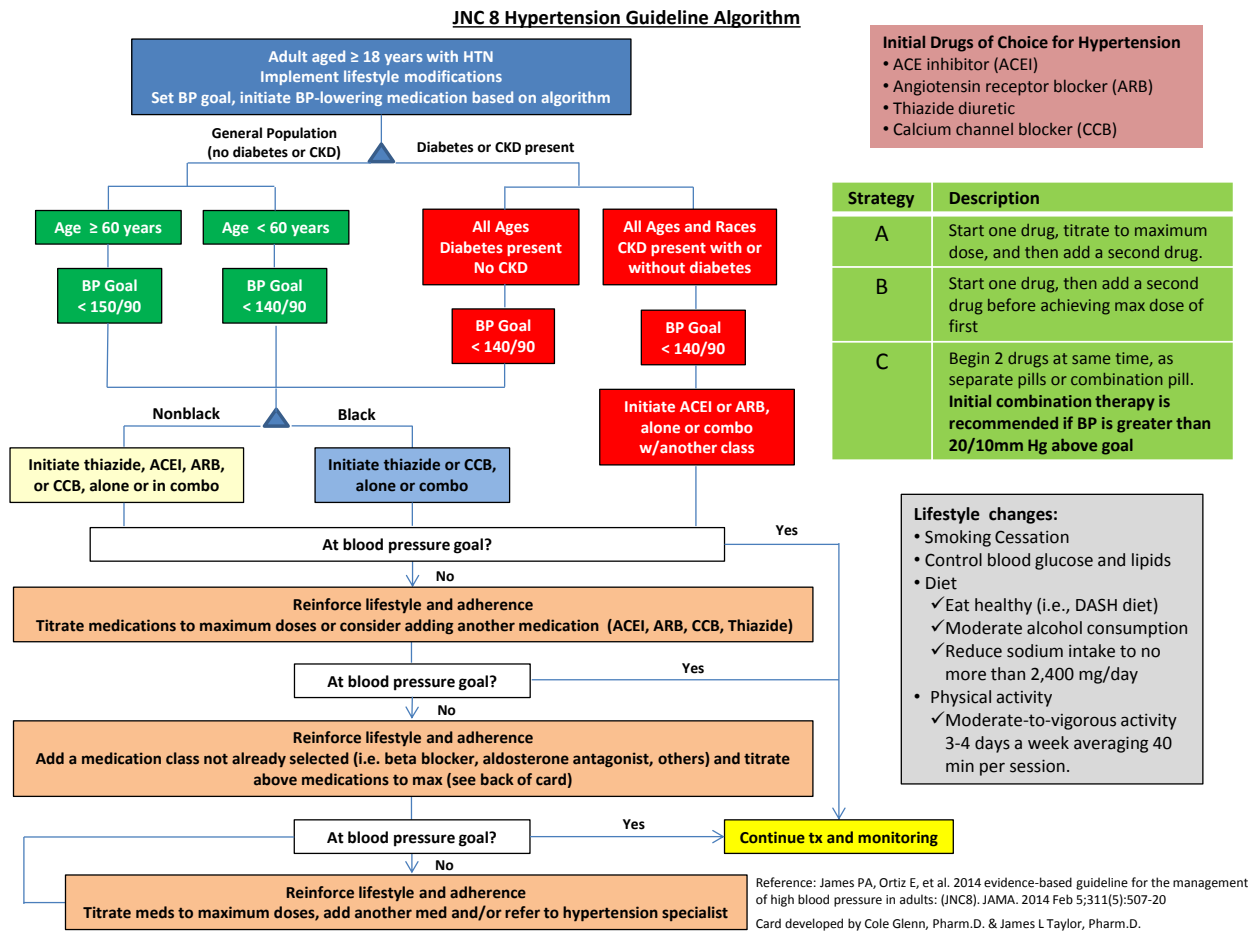 JNC 8 Hypertension Guideline Algorithm
Adult aged ≥ 18 years with HTN
Implement lifestyle modifications
Set BP goal, initiate BP-lowering medication based on algorithm
General Population
(no diabetes or CKD)
Diabetes or CKD present
Age ≥ 60 years
Age < 60 years
All Ages
Diabetes present
No CKD
All Ages and Races
CKD present with or
without diabetes
BP Goal
< 150/90
BP Goal
< 140/90
BP Goal
< 140/90
BP Goal
< 140/90
Nonblack
Black
Initiate thiazide, ACEI, ARB,
or CCB, alone or in combo
Initiate thiazide or CCB,
alone or combo
Initiate ACEI or ARB,
alone or combo
w/another class
At blood pressure goal?
Yes
No
Reinforce lifestyle and adherence
Titrate medications to maximum doses or consider adding another medication (ACEI, ARB, CCB, Thiazide)
At blood pressure goal?
Yes
No
Reinforce lifestyle and adherence
Add a medication class not already selected (i.e. beta blocker, aldosterone antagonist, others) and titrate
above medications to max (see back of card)
At blood pressure goal?
Yes
Continue tx and monitoring
No
Reinforce lifestyle and adherence
Titrate meds to maximum doses, add another med and/or refer to hypertension specialist
Initial Drugs of Choice for Hypertension
• ACE inhibitor (ACEI)
• Angiotensin receptor blocker (ARB)
• Thiazide diuretic
• Calcium channel blocker (CCB)
Strategy Description
A Start one drug, titrate to maximum
dose, and then add a second drug.
B Start one drug, then add a second
drug before achieving max dose of
first
C Begin 2 drugs at same time, as
separate pills or combination pill.
Initial combination therapy is
recommended if BP is greater than
20/10mm Hg above goal
Lifestyle changes:
• Smoking Cessation
• Control blood glucose and lipids
• Diet
✓Eat healthy (i.e., DASH diet)
✓Moderate alcohol consumption
✓Reduce sodium intake to no
more than 2,400 mg/day
• Physical activity
✓Moderate-to-vigorous activity
3-4 days a week averaging 40
min per session.
Reference: James PA, Ortiz E, et al. 2014 evidence-based guideline for the management
of high blood pressure in adults: (JNC8). JAMA. 2014 Feb 5;311(5):507-20
Card developed by Cole Glenn, Pharm.D. & James L Taylor, Pharm.D.